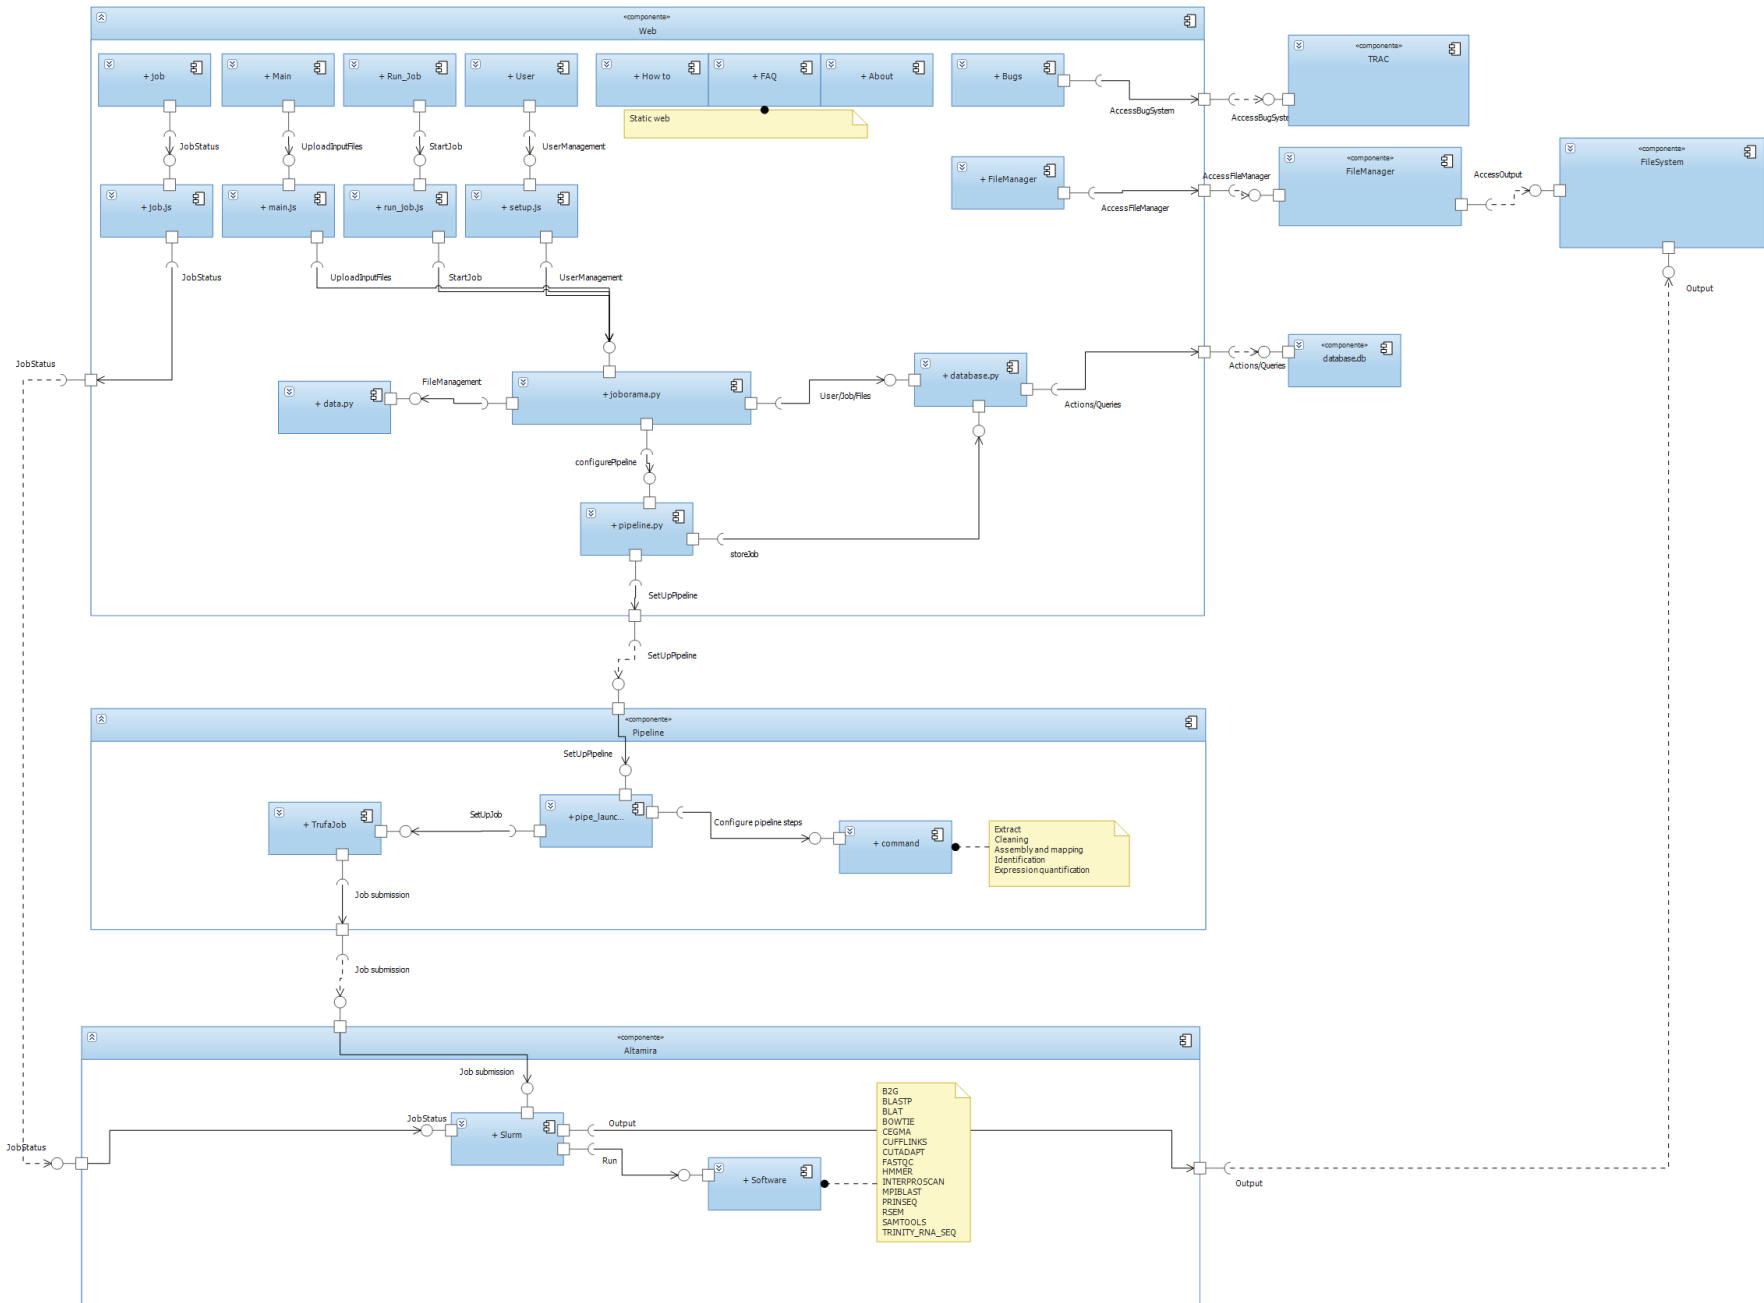 «componente»
Web
+ job
+ Main
+ Run_Job
+ User
+ How to
+ FAQ
+ About
+ Bugs
«componente»
TRAC
Static web
AccessBugSystem
AccessBugSyste
JobStatus
UploadInputFiles
StartJob
UserManagement
+ FileManager
AccessFileManager
AccessFileManager
«componente»
FileManager
AccessOutput
«componente»
FileSystem
+ job.js
+ main.js
+ run_job.js
+ setup.js
JobStatus
UploadInputFiles
StartJob
UserManagement
Output
JobStatus
+ data.py
FileManagement
+ joborama.py
User/Job/Files
+ database.py
Actions/Queries
Actions/Queries
«componente»
database.db
configurePipeline
+ pipeline.py
storeJob
SetUpPipeline
SetUpPipeline
«componente»
Pipeline
SetUpPipeline
+ TrufaJob
SetUpJob
+pipe_launc...
Configure pipeline steps
+ command
Extract
Cleaning
Assembly and mapping
Identification
Expression quantification
Job submission
Job submission
«componente»
Altamira
Job submission
JobStatus
JobStatus
+ Slurm
Output
Run
+ Software
B2G
BLASTP
BLAT
BOWTIE
CEGMA
CUFFLINKS
CUTADAPT
FASTQC
HMMER
INTERPROSCAN
MPIBLAST
PRINSEQ
RSEM
SAMTOOLS
TRINITY_RNA_SEQ
Output